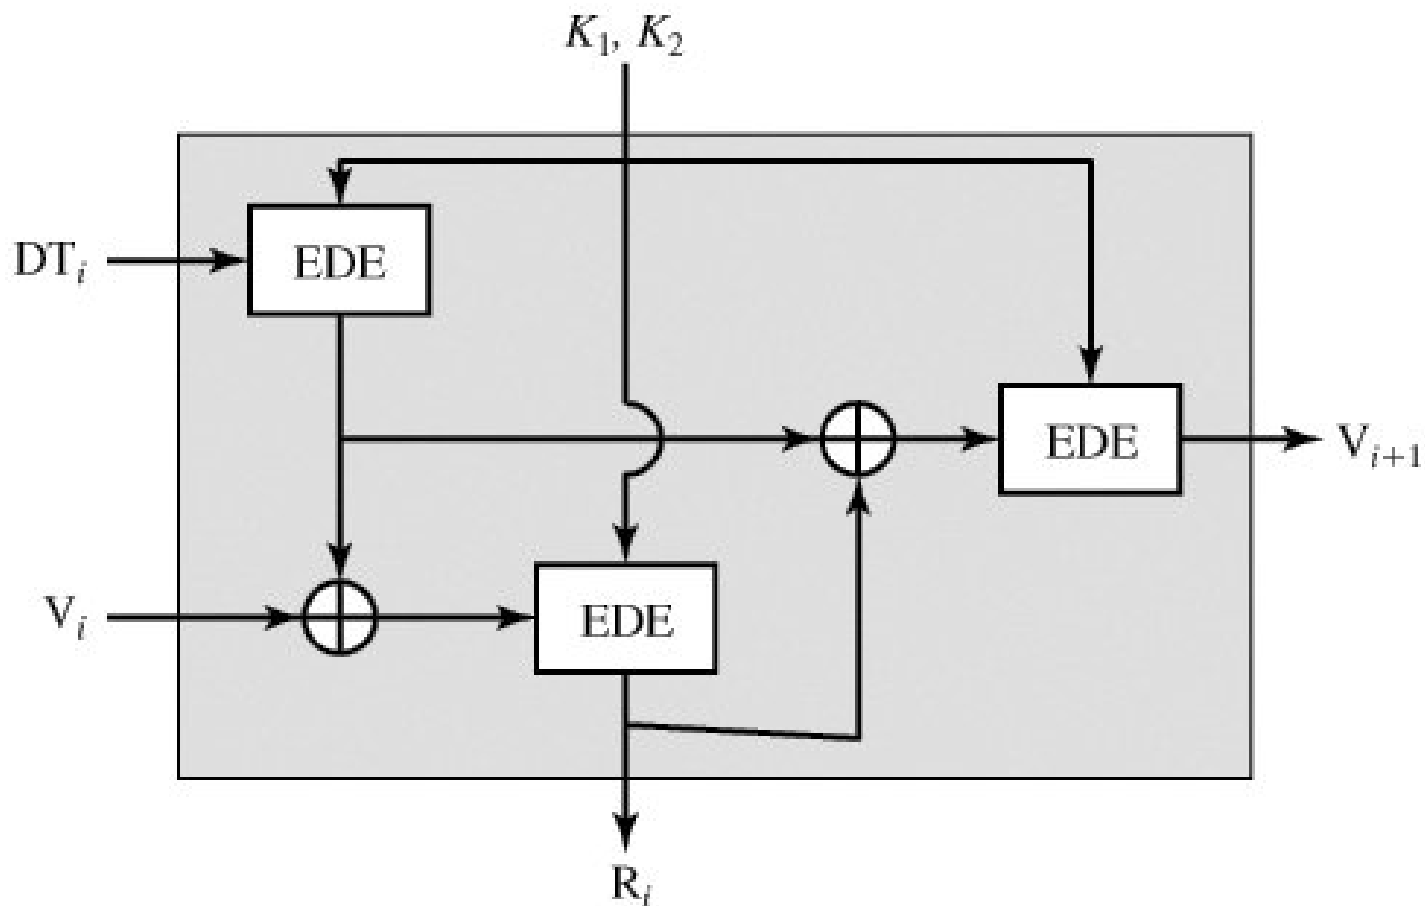 K₁, K₂
EDE
DTᵢ
EDE
Vᵢ₊₁
Vᵢ
EDE
Rᵢ